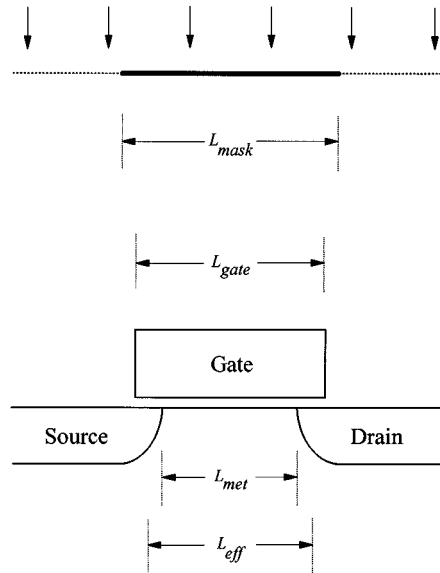 L_mask
L_gate
Gate
Source Drain
L_met
L_eff